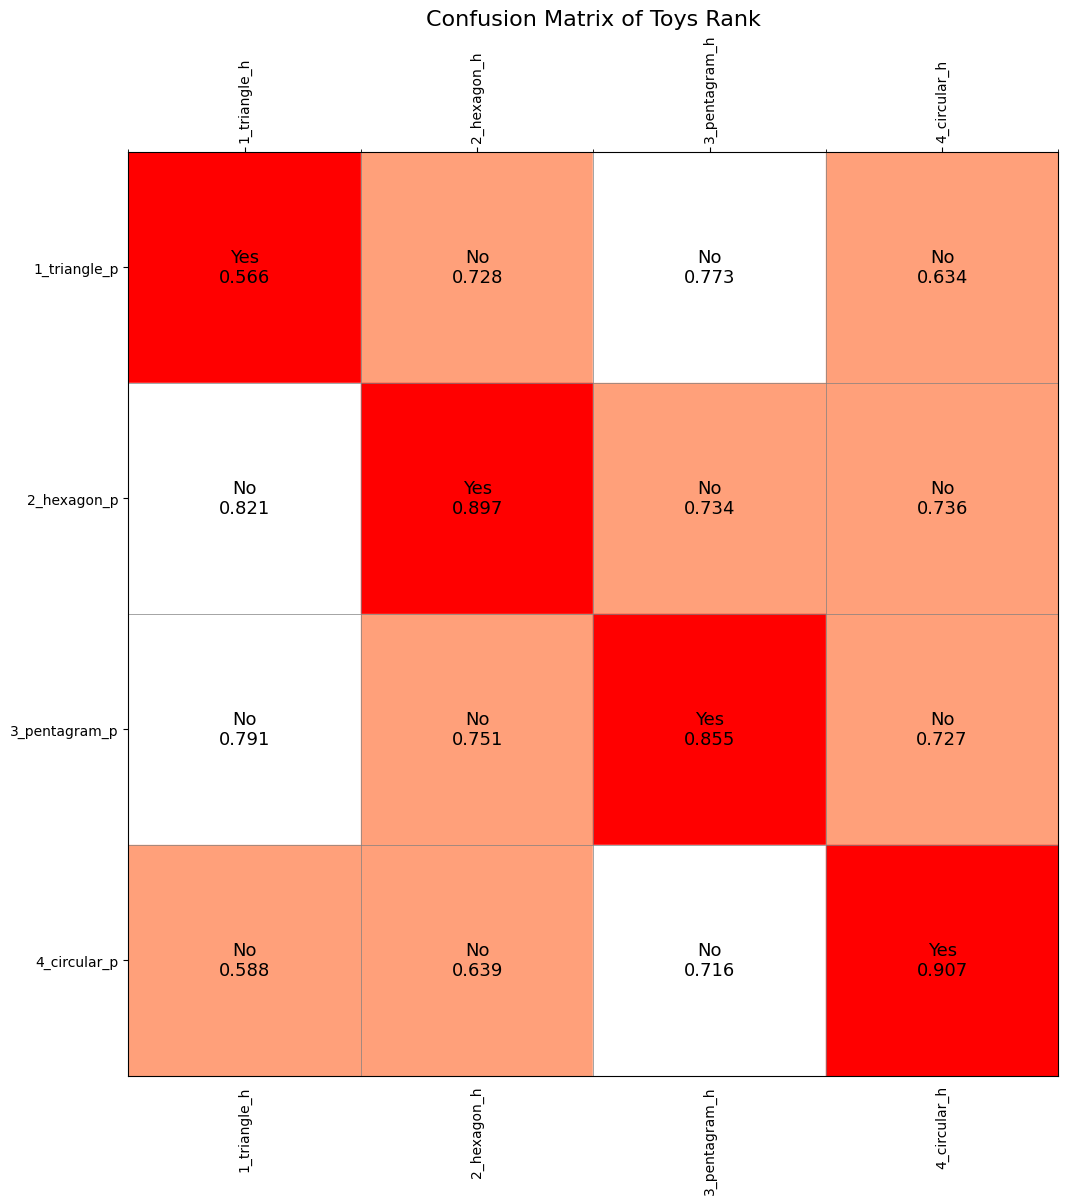 Confusion Matrix of Toys Rank
1_triangle_h
2_hexagon_h
3_pentagram_h
4_circular_h
1_triangle_p
Yes
0.566
No
0.728
No
0.773
No
0.634
2_hexagon_p
No
0.821
Yes
0.897
No
0.734
No
0.736
3_pentagram_p
No
0.791
No
0.751
Yes
0.855
No
0.727
4_circular_p
No
0.588
No
0.639
No
0.716
Yes
0.907
1_triangle_h
2_hexagon_h
3_pentagram_h
4_circular_h